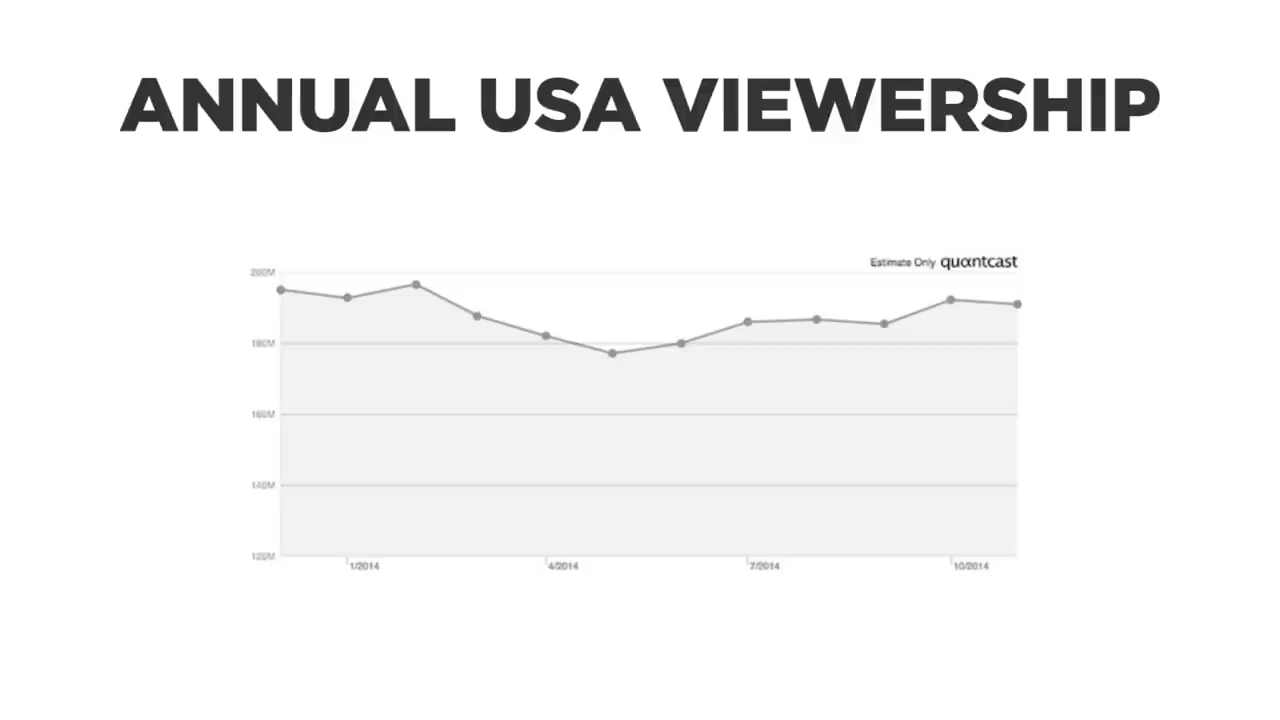 ANNUAL USA VIEWERSHIP
Estimate Only quantcast
200M
180M
160M
140M
120M
1/2014 4/2014 7/2014 10/2014